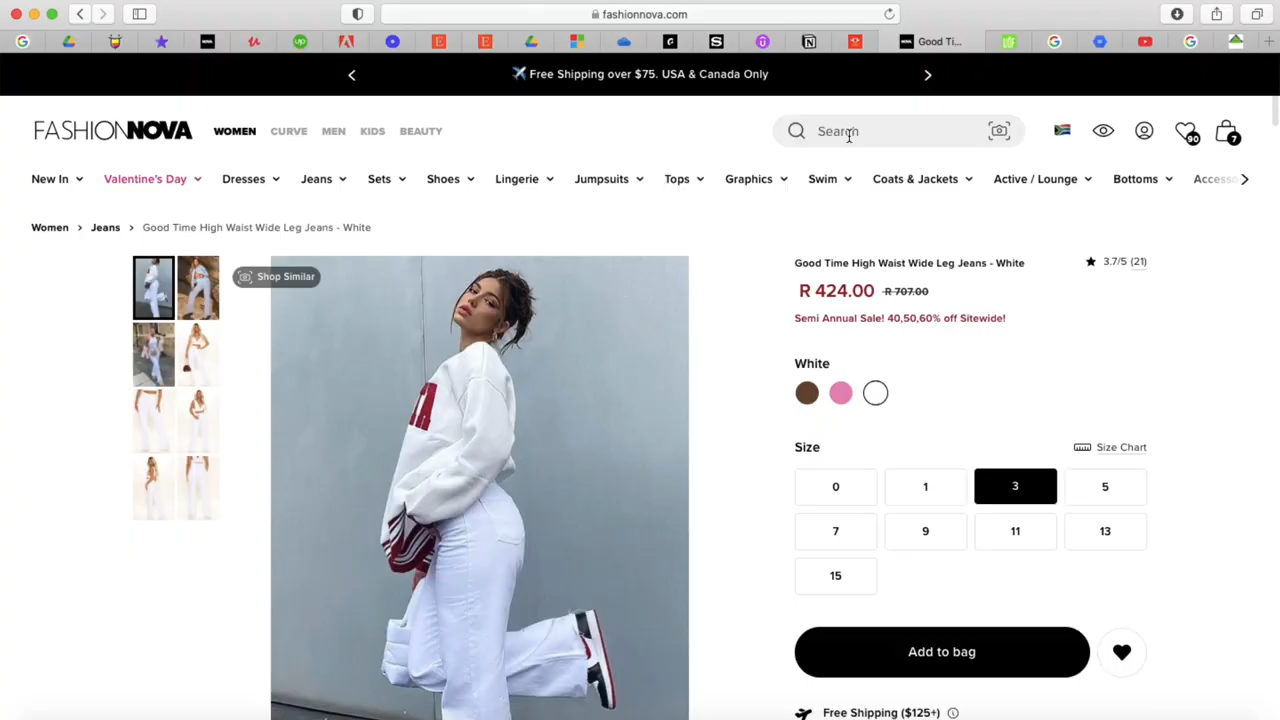 fashionnova.com
Good Ti...
✈️ Free Shipping over $75. USA & Canada Only
FASHIONNOVA WOMEN CURVE MEN KIDS BEAUTY
Search
90
7
New In Valentine's Day Dresses Jeans Sets Shoes Lingerie Jumpsuits Tops Graphics Swim Coats & Jackets Active / Lounge Bottoms Accesso
Women > Jeans > Good Time High Waist Wide Leg Jeans - White
Shop Similar
Good Time High Waist Wide Leg Jeans - White
3.7/5 (21)
R 424.00 R 707.00
Semi Annual Sale! 40,50,60% off Sitewide!
White
Size
Size Chart
0 1 3 5
7 9 11 13
15
Add to bag
Free Shipping ($125+)